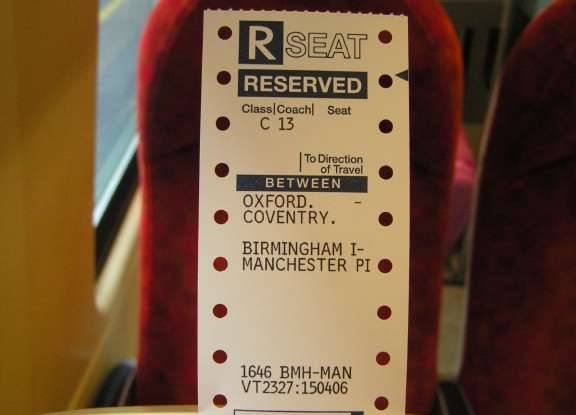 R SEAT
RESERVED
Class|Coach| Seat
C 13
|To Direction
of Travel
BETWEEN
OXFORD. -
COVENTRY.
BIRMINGHAM I-
MANCHESTER PI
1646 BMH-MAN
VT2327:150406